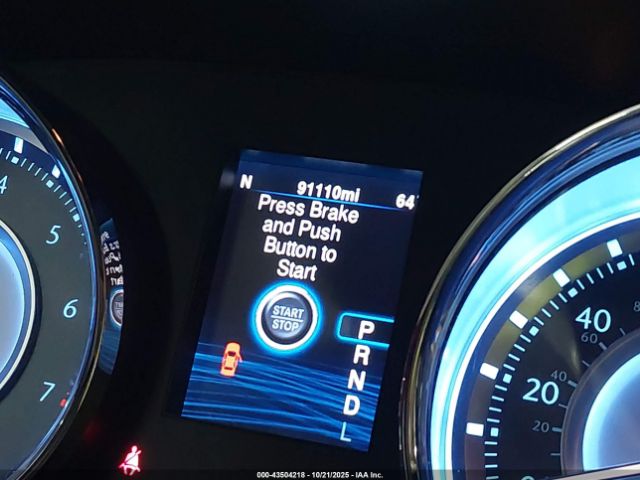 N 91110mi 64
Press Brake
and Push
Button to
Start
START
STOP
P
R
N
D
L
4
5
6
7
40
60
20
40
20
000-43504218 - 10/21/2025 - IAA Inc.